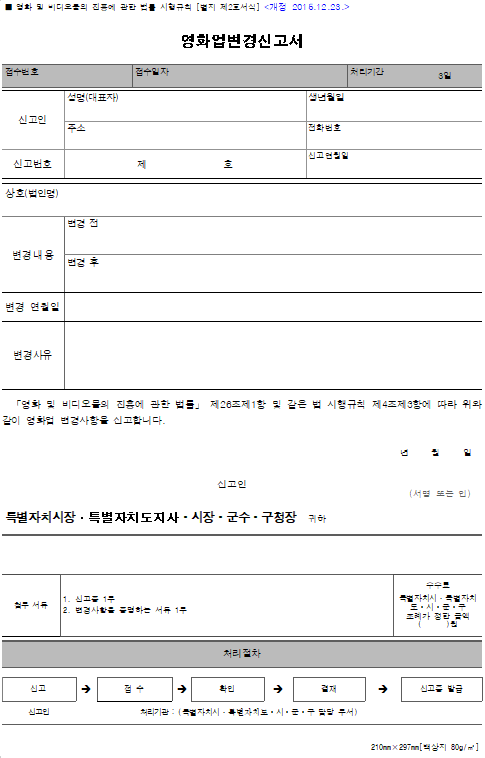 ■ 영화 및 비디오물의 진흥에 관한 법률 시행규칙 [별지 제2호서식] <개정 2015.12.23.>
영화업변경신고서
접수번호 접수일자 처리기간 3일
신고인 성명(대표자) 생년월일
주소 전화번호
신고번호 제 호 신고연월일
상호(법인명)
변경내용 변경 전
변경 후
변경 연월일
변경사유
「영화 및 비디오물의 진흥에 관한 법률」 제26조제1항 및 같은 법 시행규칙 제4조제3항에 따라 위와
같이 영화업 변경사항을 신고합니다.
년 월 일
신고인
(서명 또는 인)
특별자치시장ㆍ특별자치도지사ㆍ시장ㆍ군수ㆍ구청장 귀하
첨부 서류
1. 신고증 1부
2. 변경사항을 증명하는 서류 1부
수수료
특별자치시ㆍ특별자치
도ㆍ시ㆍ군ㆍ구
조례가 정한 금액
( )원
처리절차
신고 ➔ 접 수 ➔ 확인 ➔ 결재 ➔ 신고증 발급
신고인 처리기관 : (특별자치시ㆍ특별자치도ㆍ시ㆍ군ㆍ구 담당 부서)
210mm×297mm[백상지 80g/㎡]